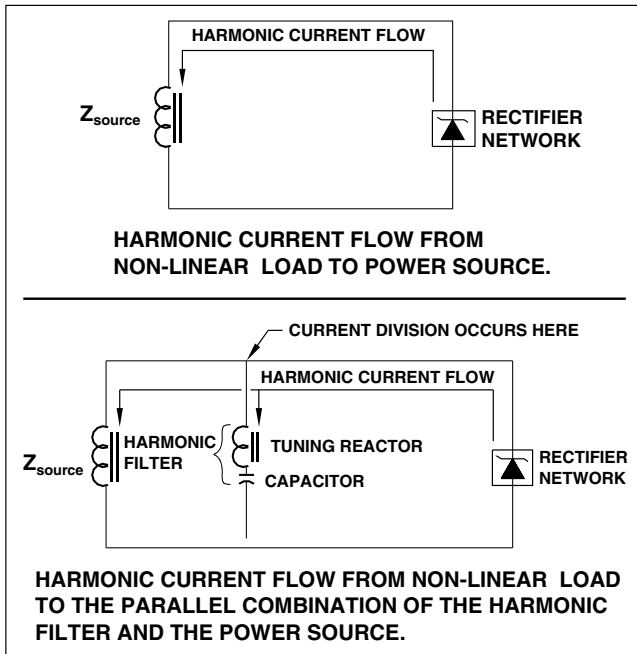 HARMONIC CURRENT FLOW
Zsource
RECTIFIER
NETWORK
HARMONIC CURRENT FLOW FROM
NON-LINEAR LOAD TO POWER SOURCE.
CURRENT DIVISION OCCURS HERE
HARMONIC CURRENT FLOW
Zsource
HARMONIC
FILTER
TUNING REACTOR
CAPACITOR
RECTIFIER
NETWORK
HARMONIC CURRENT FLOW FROM NON-LINEAR LOAD
TO THE PARALLEL COMBINATION OF THE HARMONIC
FILTER AND THE POWER SOURCE.